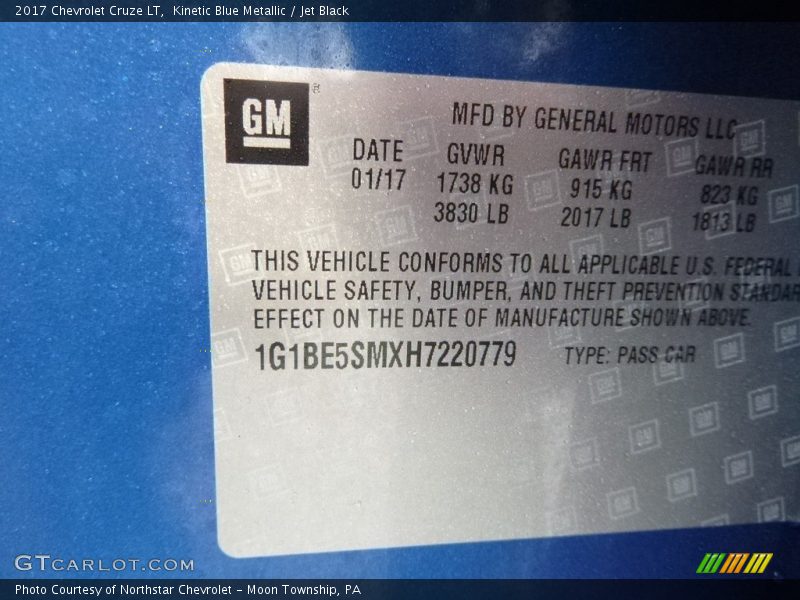 2017 Chevrolet Cruze LT,  Kinetic Blue Metallic / Jet Black
GM ®
MFD BY GENERAL MOTORS LLC
DATE GVWR GAWR FRT GAWR RR
01/17 1738 KG 915 KG 823 KG
3830 LB 2017 LB 1813 LB
THIS VEHICLE CONFORMS TO ALL APPLICABLE U.S. FEDERAL
VEHICLE SAFETY, BUMPER, AND THEFT PREVENTION STANDAR
EFFECT ON THE DATE OF MANUFACTURE SHOWN ABOVE.
1G1BE5SMXH7220779 TYPE: PASS CAR
GTCARLOT.COM
Photo Courtesy of Northstar Chevrolet - Moon Township, PA